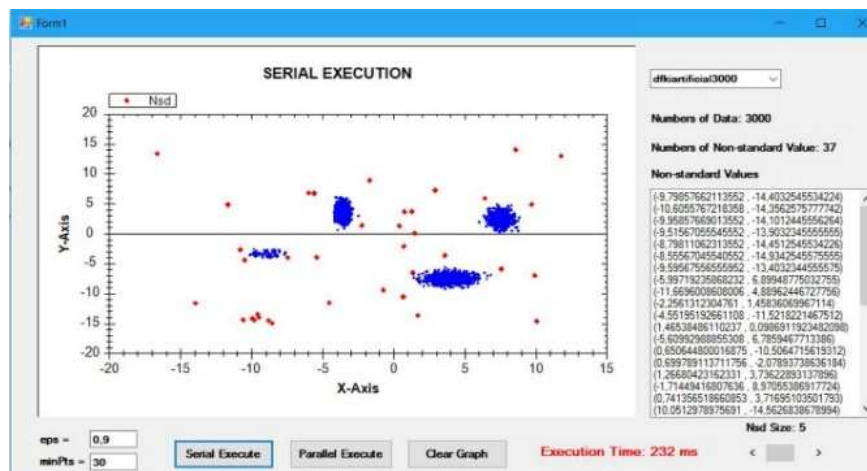 Form1
SERIAL EXECUTION
Nsd
20
15
10
5
0
-5
-10
-15
-20
Y-Axis
-20 -15 -10 -5 0 5 10 15
X-Axis
dfkiartificial3000
Numbers of Data: 3000
Numbers of Non-standard Value: 37
Non-standard Values
(-9,79857662113552 , -14,4032545534224)
(-10,6055767218358 , -14,3562575777742)
(-9,95857669013552 , -14,1012445556264)
(-9,51567055545552 , -13,9032345555555)
(-8,79811062313552 , -14,4512545534226)
(-8,55567045540552 , -14,9342545575555)
(-9,59567556555952 , -13,4032344555575)
(-5,99719235868232 , 6,89948775032755)
(-11,6696008608006 , 4,88962446727756)
(-2,2561312304761 , 1,45836069967114)
(-4,55195192661108 , -11,5218221467512)
(1,46538486110237 , 0,0986911923482098)
(-5,60992988855308 , 6,7859467713386)
(0,650644800016875 , -10,5064715619312)
(0,699789113711756 , -2,07893738636184)
(1,26680423162331 , 3,73622893137896)
(-1,71449416807636 , 8,97055386917724)
(0,741356518660853 , 3,71695103501793)
(10,0512978975691 , -14,5626838678994)
Nsd Size: 5
eps = 0,9
minPts = 30
Serial Execute
Parallel Execute
Clear Graph
Execution Time: 232 ms